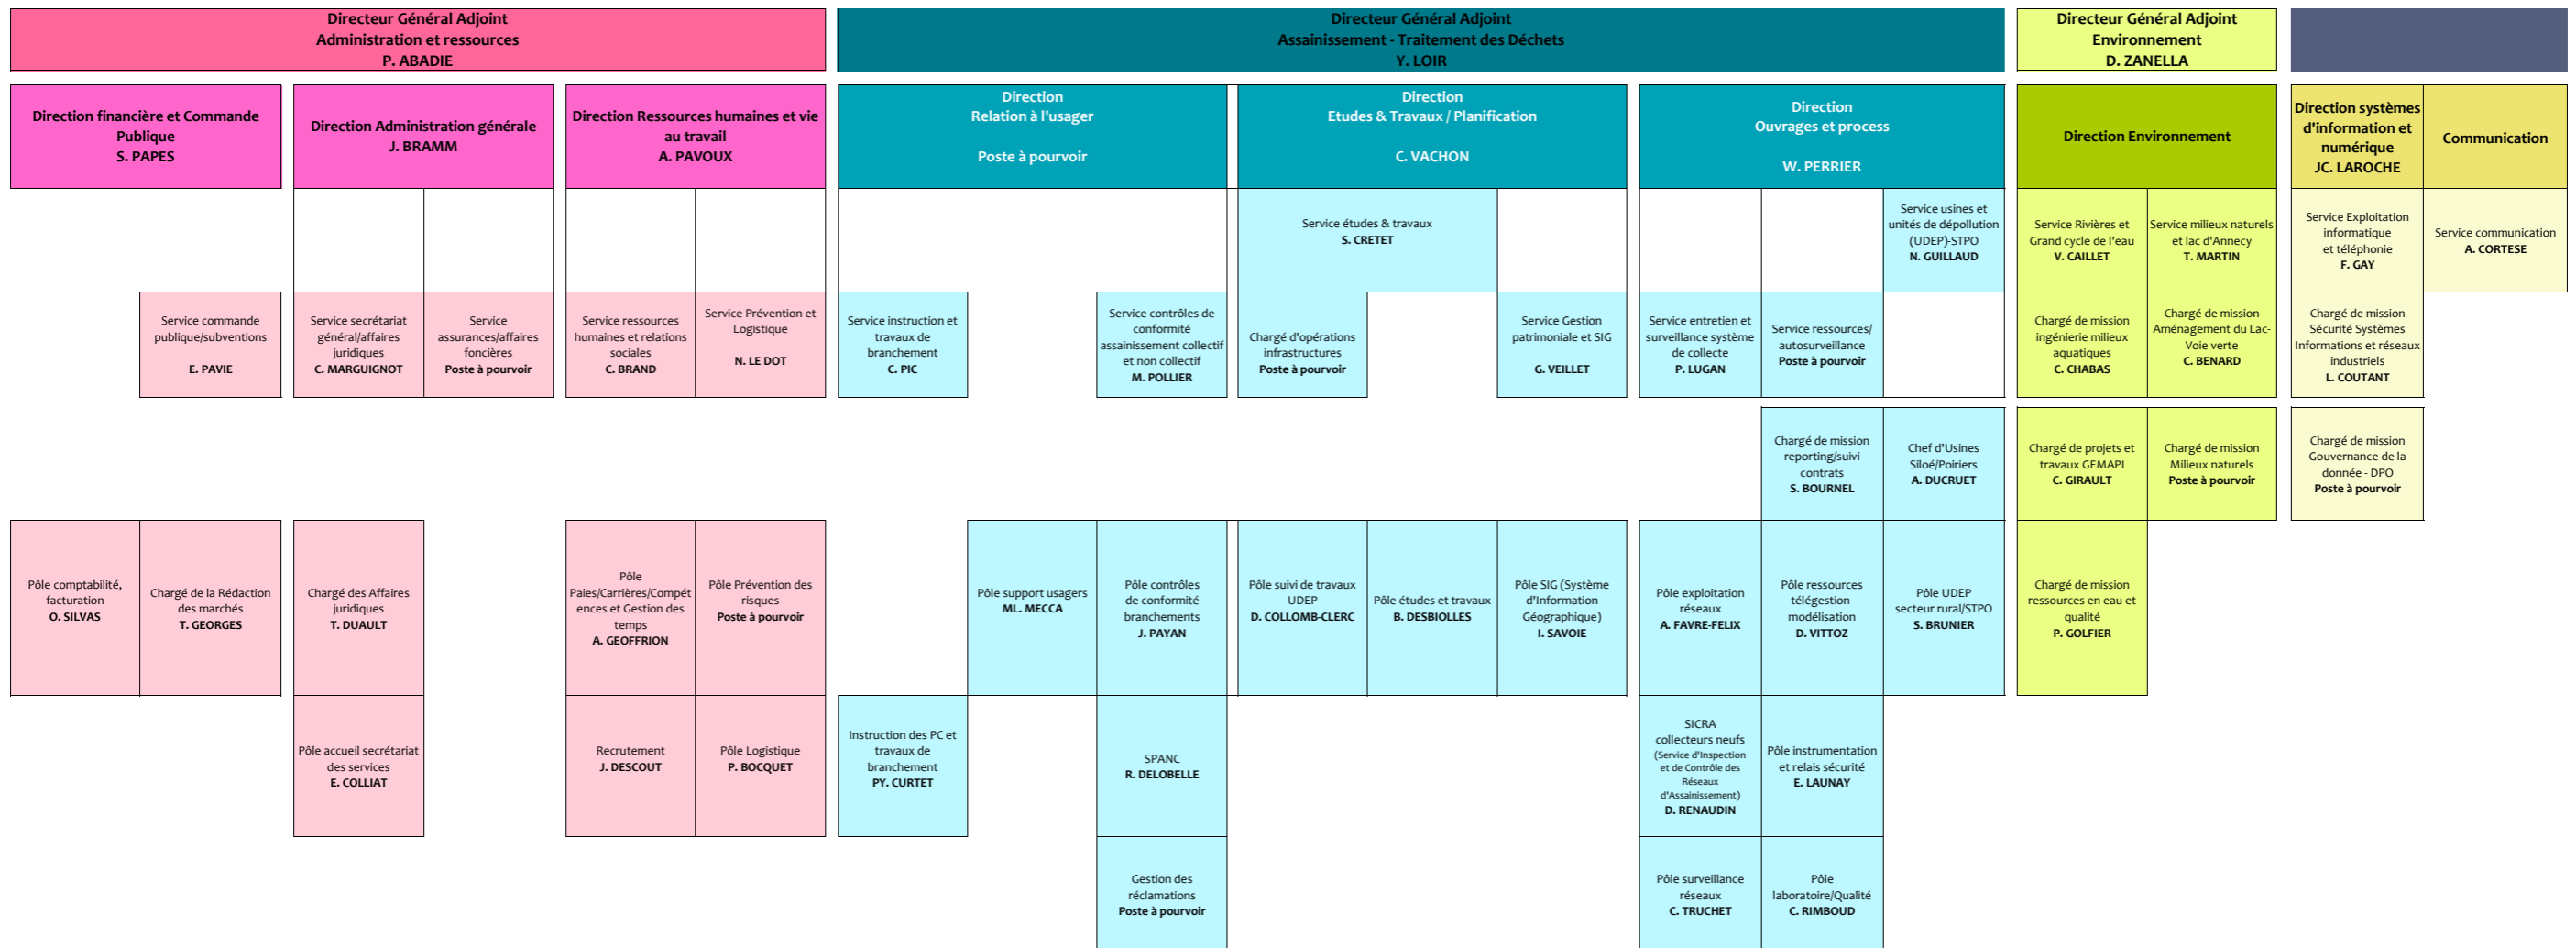 Directeur Général Adjoint
Administration et ressources
P. ABADIE
Directeur Général Adjoint
Assainissement - Traitement des Déchets
Y. LOIR
Directeur Général Adjoint
Environnement
D. ZANELLA
Direction financière et Commande
Publique
S. PAPES
Direction Administration générale
J. BRAMM
Direction Ressources humaines et vie
au travail
A. PAVOUX
Direction
Relation à l'usager
Poste à pourvoir
Direction
Etudes & Travaux / Planification
C. VACHON
Direction
Ouvrages et process
W. PERRIER
Direction Environnement
Direction systèmes
d'information et
numérique
JC. LAROCHE
Communication
Service études & travaux
S. CRETET
Service usines et
unités de dépollution
(UDEP)-STPO
N. GUILLAUD
Service Rivières et
Grand cycle de l'eau
V. CAILLET
Service milieux naturels
et lac d'Annecy
T. MARTIN
Service Exploitation
informatique
et téléphonie
F. GAY
Service communication
A. CORTESE
Service commande
publique/subventions
E. PAVIE
Service secrétariat
général/affaires
juridiques
C. MARGUIGNOT
Service
assurances/affaires
foncières
Poste à pourvoir
Service ressources
humaines et relations
sociales
C. BRAND
Service Prévention et
Logistique
N. LE DOT
Service instruction et
travaux de
branchement
C. PIC
Service contrôles de
conformité
assainissement collectif
et non collectif
M. POLLIER
Chargé d'opérations
infrastructures
Poste à pourvoir
Service Gestion
patrimoniale et SIG
G. VEILLET
Service entretien et
surveillance système
de collecte
P. LUGAN
Service ressources/
autosurveillance
Poste à pourvoir
Chargé de mission
ingénierie milieux
aquatiques
C. CHABAS
Chargé de mission
Aménagement du Lac-
Voie verte
C. BENARD
Chargé de mission
Sécurité Systèmes
Informations et réseaux
industriels
L. COUTANT
Chargé de mission
reporting/suivi
contrats
S. BOURNEL
Chef d'Usines
Siloé/Poiriers
A. DUCRUET
Chargé de projets et
travaux GEMAPI
C. GIRAULT
Chargé de mission
Milieux naturels
Poste à pourvoir
Chargé de mission
Gouvernance de la
donnée - DPO
Poste à pourvoir
Pôle comptabilité,
facturation
O. SILVAS
Chargé de la Rédaction
des marchés
T. GEORGES
Chargé des Affaires
juridiques
T. DUAULT
Pôle
Paies/Carrières/Compét
ences et Gestion des
temps
A. GEOFFRION
Pôle Prévention des
risques
Poste à pourvoir
Pôle support usagers
ML. MECCA
Pôle contrôles
de conformité
branchements
J. PAYAN
Pôle suivi de travaux
UDEP
D. COLLOMB-CLERC
Pôle études et travaux
B. DESBIOLLES
Pôle SIG (Système
d'Information
Géographique)
I. SAVOIE
Pôle exploitation
réseaux
A. FAVRE-FELIX
Pôle ressources
télégestion-
modélisation
D. VITTOZ
Pôle UDEP
secteur rural/STPO
S. BRUNIER
Chargé de mission
ressources en eau et
qualité
P. GOLFIER
Pôle accueil secrétariat
des services
E. COLLIAT
Recrutement
J. DESCOUT
Pôle Logistique
P. BOCQUET
Instruction des PC et
travaux de
branchement
PY. CURTET
SPANC
R. DELOBELLE
SICRA
collecteurs neufs
(Service d'Inspection
et de Contrôle des
Réseaux
d'Assainissement)
D. RENAUDIN
Pôle instrumentation
et relais sécurité
E. LAUNAY
Gestion des
réclamations
Poste à pourvoir
Pôle surveillance
réseaux
C. TRUCHET
Pôle
laboratoire/Qualité
C. RIMBOUD